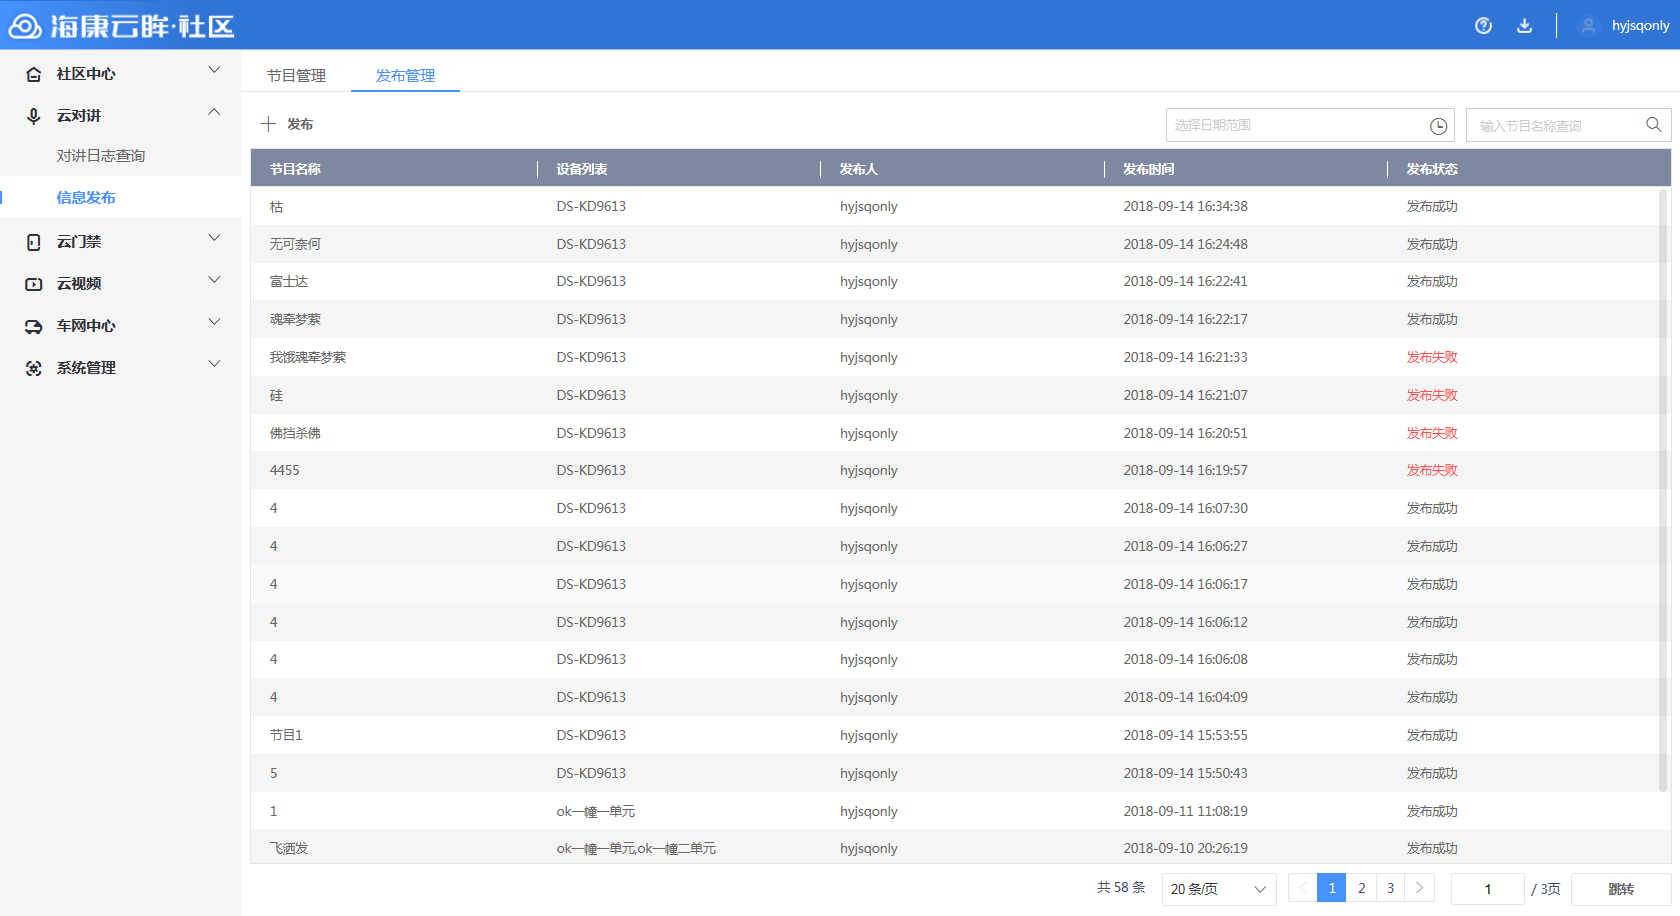 海康云眸·社区
hyjsqonly
社区中心
云对讲
对讲日志查询
信息发布
云门禁
云视频
车网中心
系统管理
节目管理 发布管理
发布
选择日期范围 输入节目名称查询
节目名称 设备列表 发布人 发布时间 发布状态
枯 DS-KD9613 hyjsqonly 2018-09-14 16:34:38 发布成功
无可奈何 DS-KD9613 hyjsqonly 2018-09-14 16:24:48 发布成功
富士达 DS-KD9613 hyjsqonly 2018-09-14 16:22:41 发布成功
魂牵梦萦 DS-KD9613 hyjsqonly 2018-09-14 16:22:17 发布成功
我饿魂牵梦萦 DS-KD9613 hyjsqonly 2018-09-14 16:21:33 发布失败
硅 DS-KD9613 hyjsqonly 2018-09-14 16:21:07 发布失败
佛挡杀佛 DS-KD9613 hyjsqonly 2018-09-14 16:20:51 发布失败
4455 DS-KD9613 hyjsqonly 2018-09-14 16:19:57 发布失败
4 DS-KD9613 hyjsqonly 2018-09-14 16:07:30 发布成功
4 DS-KD9613 hyjsqonly 2018-09-14 16:06:27 发布成功
4 DS-KD9613 hyjsqonly 2018-09-14 16:06:17 发布成功
4 DS-KD9613 hyjsqonly 2018-09-14 16:06:12 发布成功
4 DS-KD9613 hyjsqonly 2018-09-14 16:06:08 发布成功
4 DS-KD9613 hyjsqonly 2018-09-14 16:04:09 发布成功
节目1 DS-KD9613 hyjsqonly 2018-09-14 15:53:55 发布成功
5 DS-KD9613 hyjsqonly 2018-09-14 15:50:43 发布成功
1 ok一幢一单元 hyjsqonly 2018-09-11 11:08:19 发布成功
飞洒发 ok一幢一单元,ok一幢二单元 hyjsqonly 2018-09-10 20:26:19 发布成功
共 58 条 20 条/页 1 2 3 1 / 3页 跳转